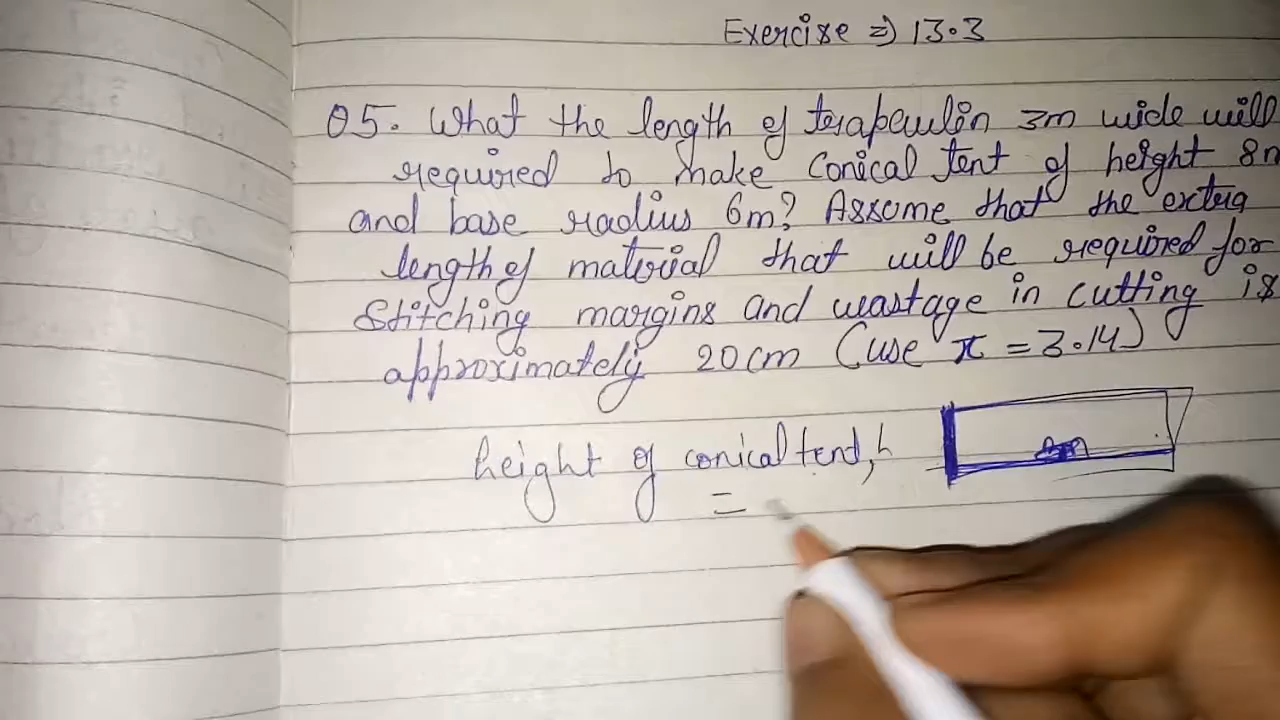 Exercise ⇒ 13.3
Q5. What the length of terapaulin 3m wide will
required to make Conical Tent of height 8m
and base radius 6m? Assume that the extra
length of material that will be required for
Stitching margins and wastage in cutting is
approximately 20cm (use π = 3.14)
height of conical tent, h
=